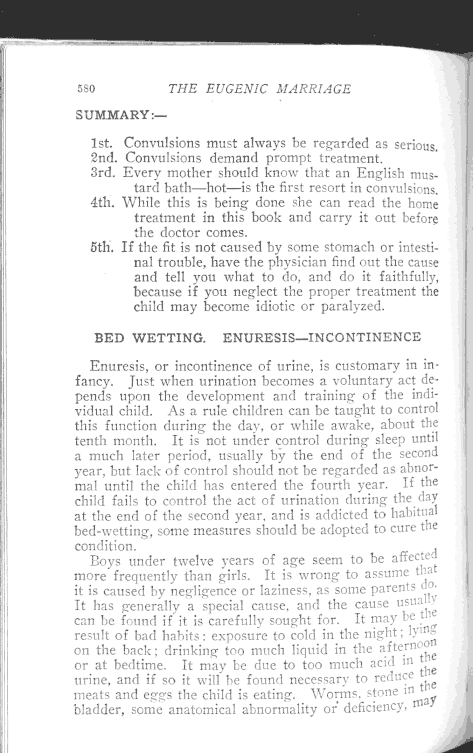 580 THE EUGENIC MARRIAGE
SUMMARY:—
1st. Convulsions must always be regarded as serious.
2nd. Convulsions demand prompt treatment.
3rd. Every mother should know that an English mus-
tard bath—hot—is the first resort in convulsions.
4th. While this is being done she can read the home
treatment in this book and carry it out before
the doctor comes.
5th. If the fit is not caused by some stomach or intesti-
nal trouble, have the physician find out the cause
and tell you what to do, and do it faithfully,
because if you neglect the proper treatment the
child may become idiotic or paralyzed.
BED WETTING. ENURESIS—INCONTINENCE
Enuresis, or incontinence of urine, is customary in in-
fancy. Just when urination becomes a voluntary act de-
pends upon the development and training of the indi-
vidual child. As a rule children can be taught to control
this function during the day, or while awake, about the
tenth month. It is not under control during sleep until
a much later period, usually by the end of the second
year, but lack of control should not be regarded as abnor-
mal until the child has entered the fourth year. If the
child fails to control the act of urination during the day
at the end of the second year, and is addicted to habitual
bed-wetting, some measures should be adopted to cure the
condition.
Boys under twelve years of age seem to be affected
more frequently than girls. It is wrong to assume that
it is caused by negligence or laziness, as some parents do.
It has generally a special cause, and the cause usually
can be found if it is carefully sought for. It may be the
result of bad habits: exposure to cold in the night; lying
on the back; drinking too much liquid in the afternoon
or at bedtime. It may be due to too much acid in the
urine, and if so it will be found necessary to reduce the
meats and eggs the child is eating. Worms, stone in the
bladder, some anatomical abnormality or deficiency, may